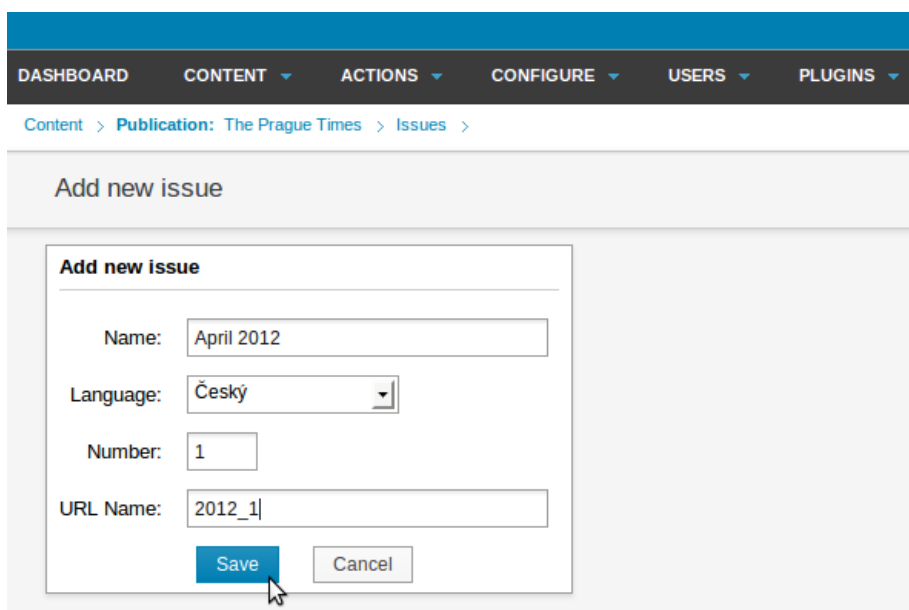 DASHBOARD CONTENT ACTIONS CONFIGURE USERS PLUGINS
Content > Publication: The Prague Times > Issues >
Add new issue
Add new issue
Name: April 2012
Language: Český
Number: 1
URL Name: 2012_1
Save Cancel